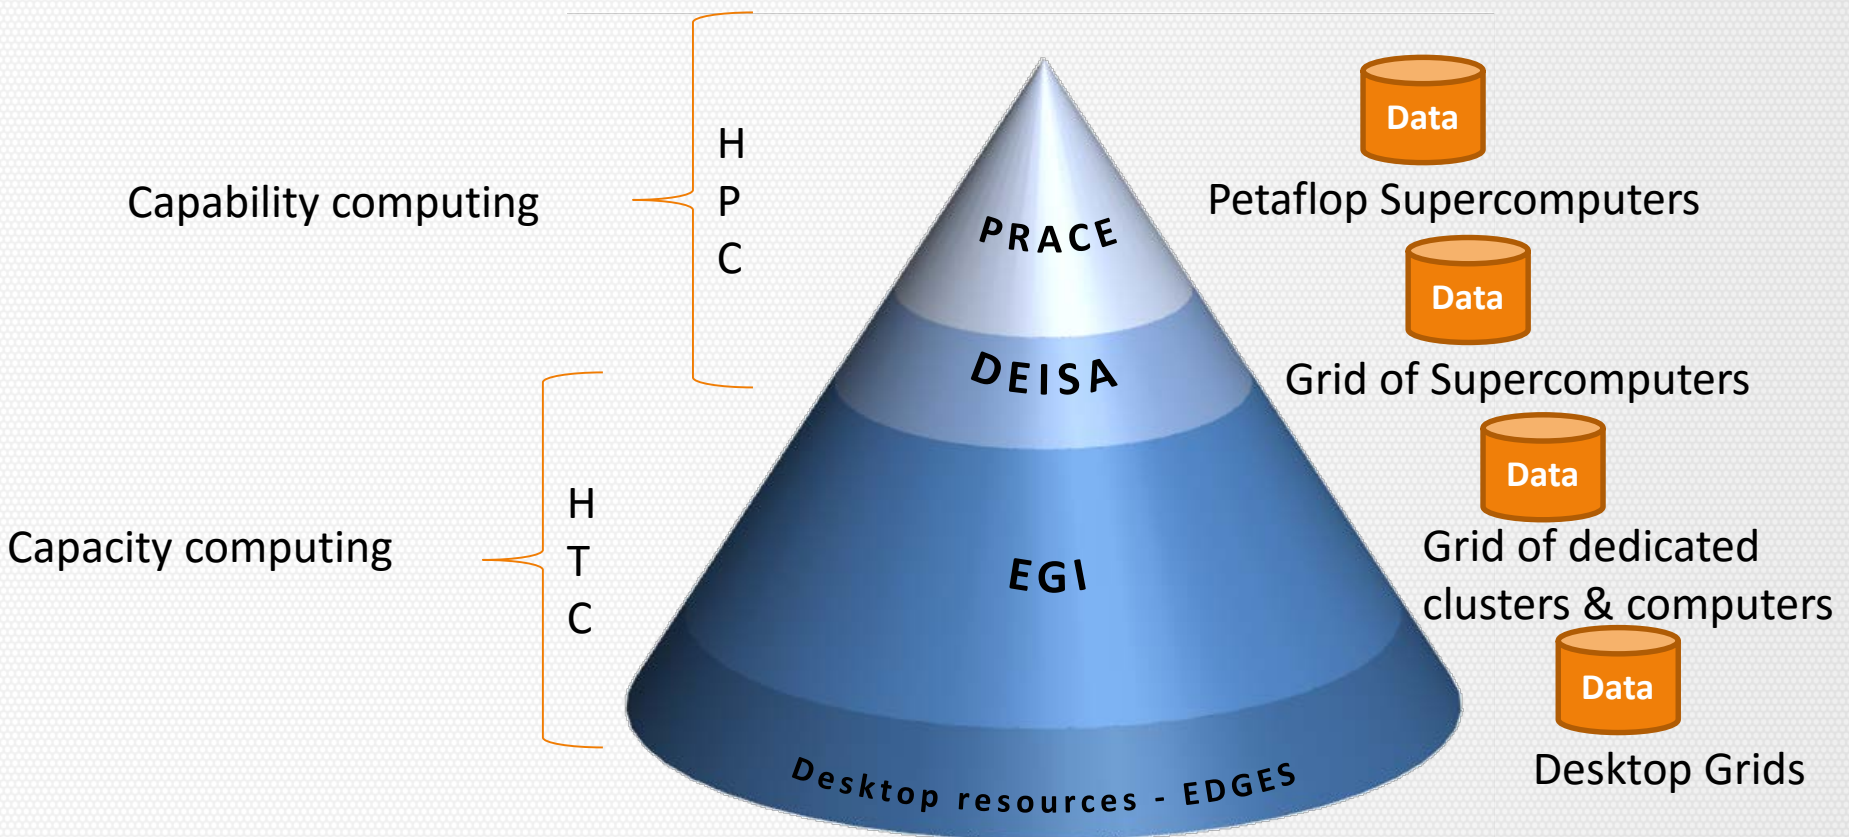 Data
H
P
C
Capability computing
Petaflop Supercomputers
PRACE
Data
DEISA
Grid of Supercomputers
Data
H
T
C
Capacity computing
EGI
Grid of dedicated
clusters & computers
Data
Desktop resources - EDGES
Desktop Grids